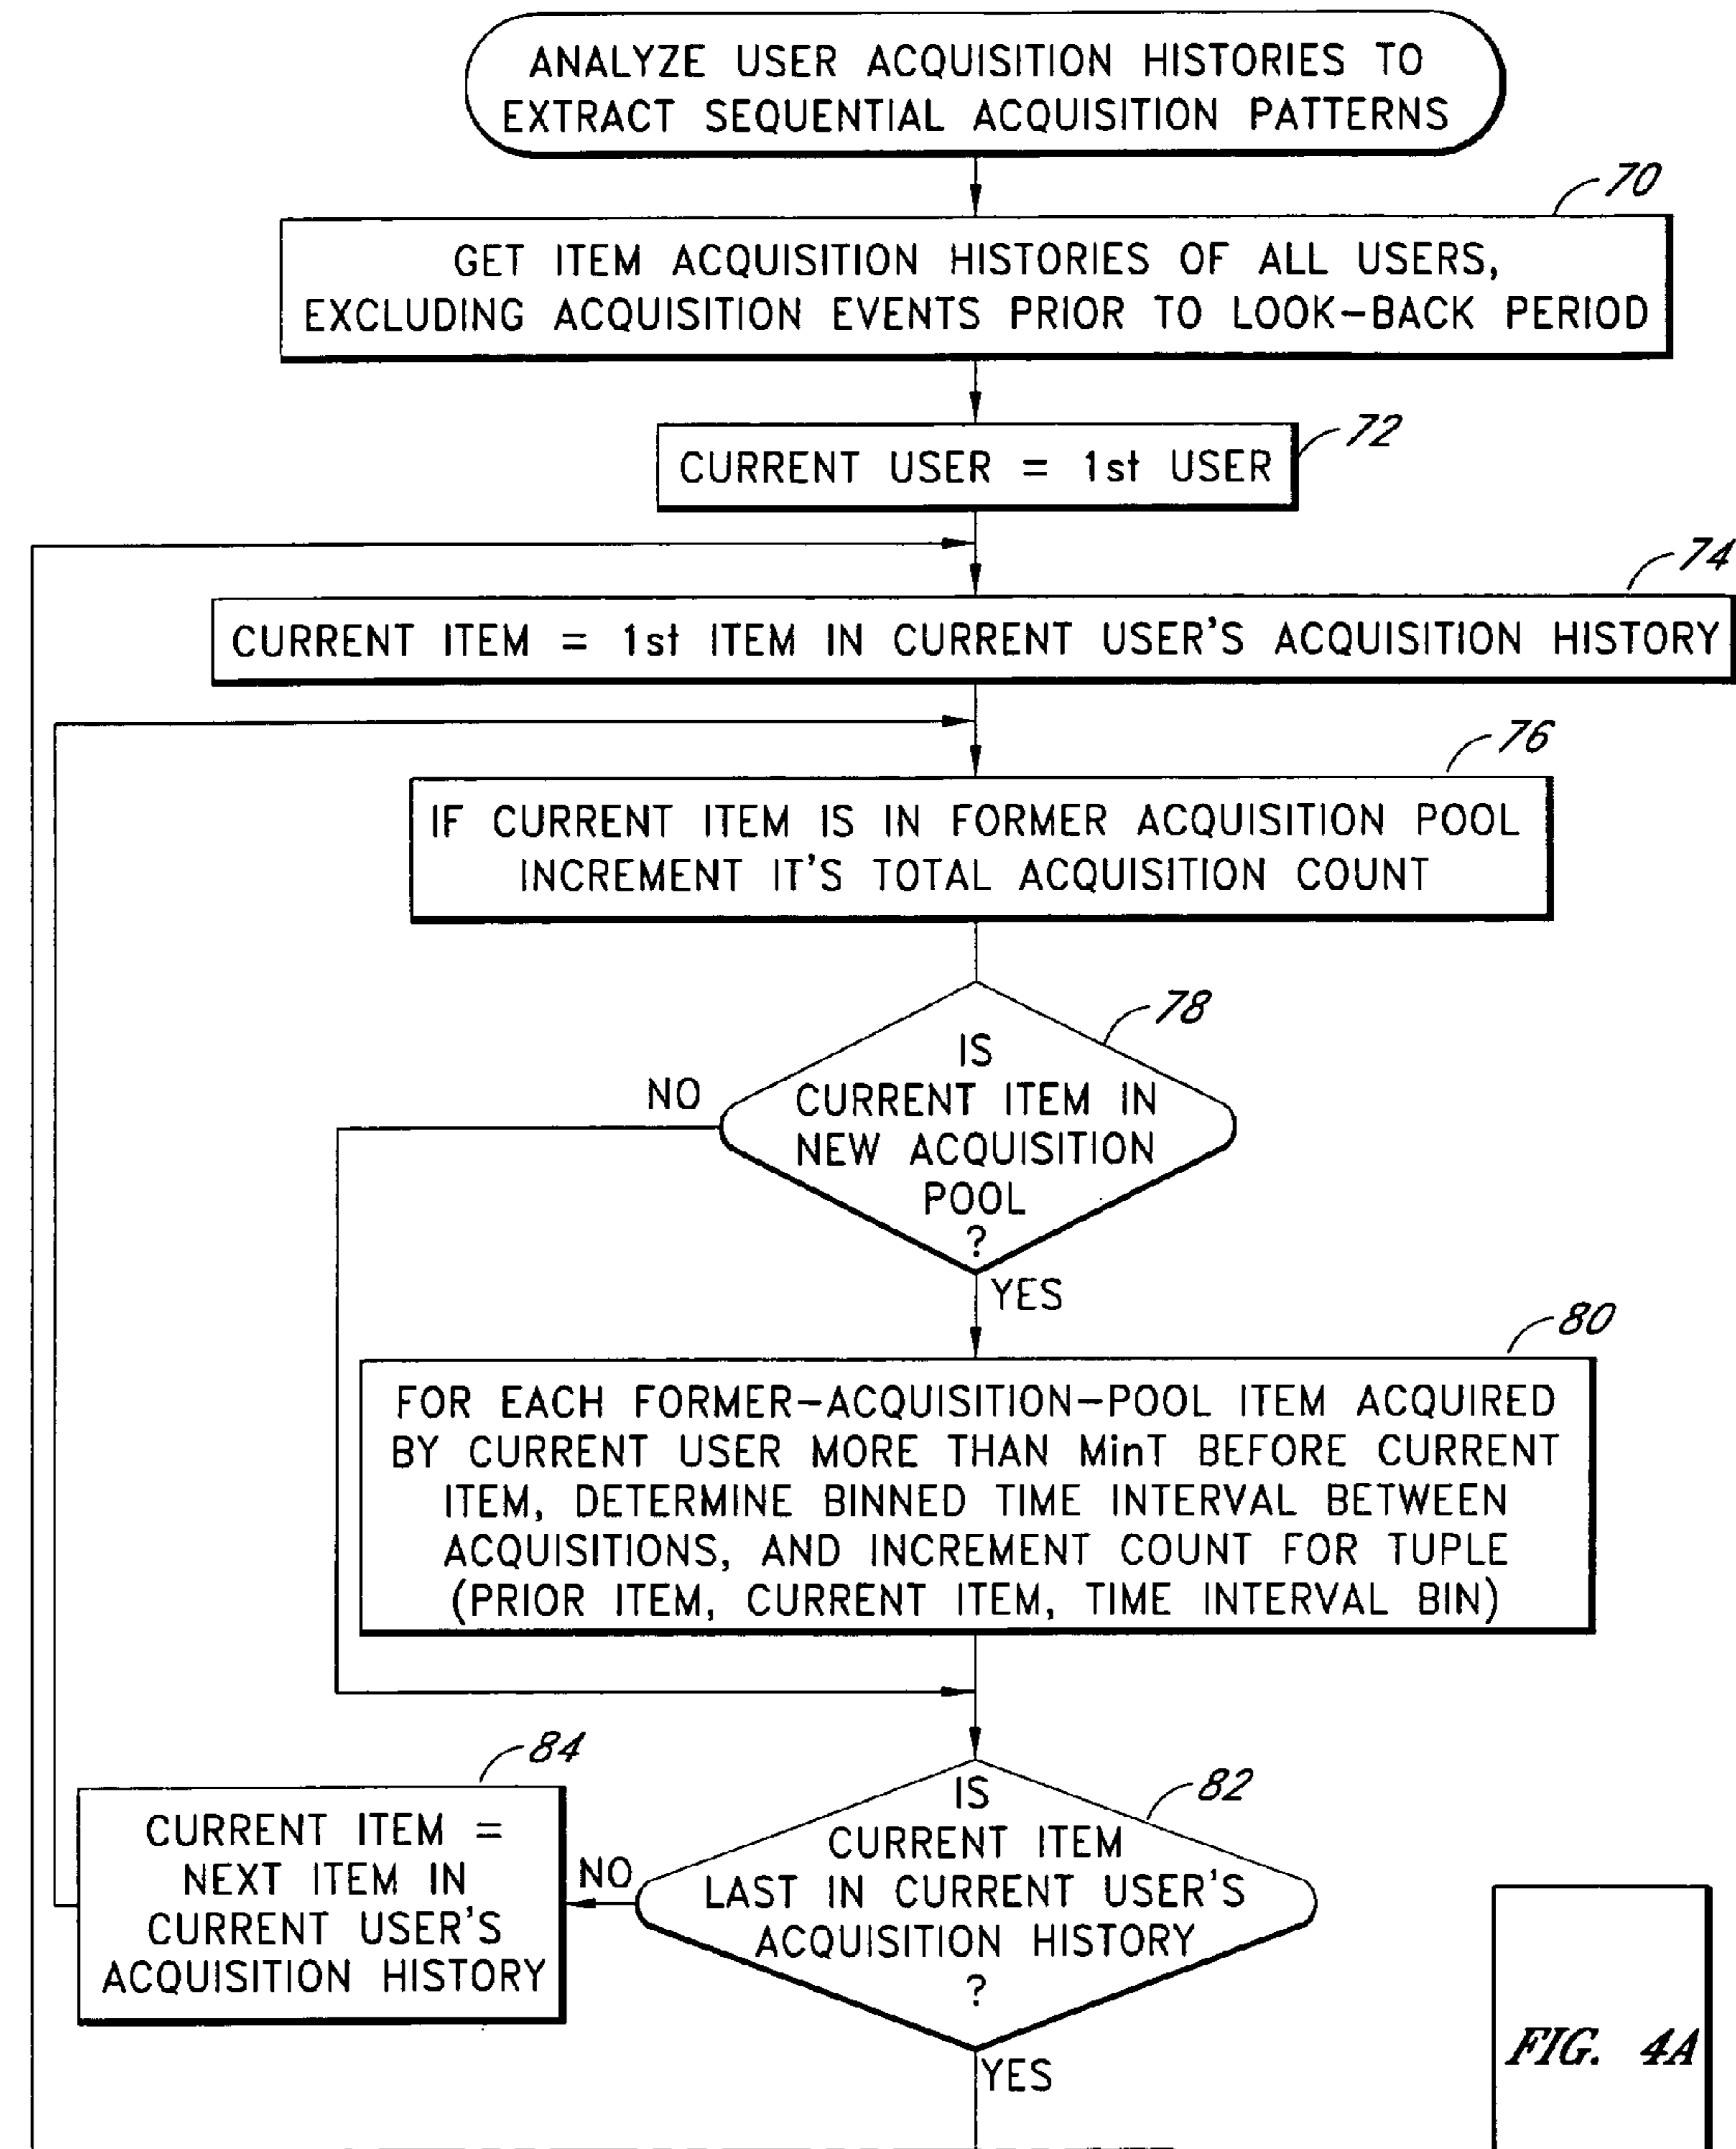 ANALYZE USER ACQUISITION HISTORIES TO
EXTRACT SEQUENTIAL ACQUISITION PATTERNS
70
GET ITEM ACQUISITION HISTORIES OF ALL USERS,
EXCLUDING ACQUISITION EVENTS PRIOR TO LOOK-BACK PERIOD
72
CURRENT USER = 1st USER
74
CURRENT ITEM = 1st ITEM IN CURRENT USER'S ACQUISITION HISTORY
76
IF CURRENT ITEM IS IN FORMER ACQUISITION POOL
INCREMENT IT'S TOTAL ACQUISITION COUNT
78
IS
CURRENT ITEM IN
NEW ACQUISITION
POOL
?
NO
YES
80
FOR EACH FORMER-ACQUISITION-POOL ITEM ACQUIRED
BY CURRENT USER MORE THAN MinT BEFORE CURRENT
ITEM, DETERMINE BINNED TIME INTERVAL BETWEEN
ACQUISITIONS, AND INCREMENT COUNT FOR TUPLE
(PRIOR ITEM, CURRENT ITEM, TIME INTERVAL BIN)
82
IS
CURRENT ITEM
LAST IN CURRENT USER'S
ACQUISITION HISTORY
?
NO
84
CURRENT ITEM =
NEXT ITEM IN
CURRENT USER'S
ACQUISITION HISTORY
YES
FIG. 4A